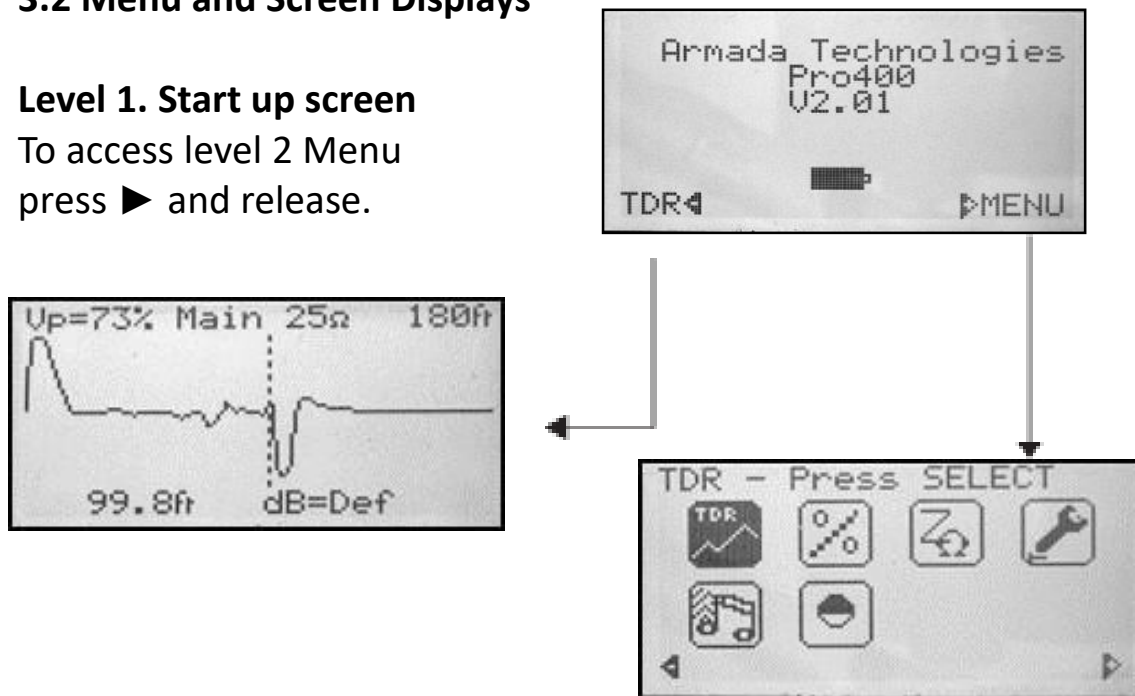 3.2 Menu and Screen Displays
Level 1. Start up screen
To access level 2 Menu
press ► and release.
Armada Technologies
Pro400
V2.01
TDR◄ ►MENU
Vp=73% Main 25Ω 180ft
99.8ft dB=Def
TDR - Press SELECT
TDR